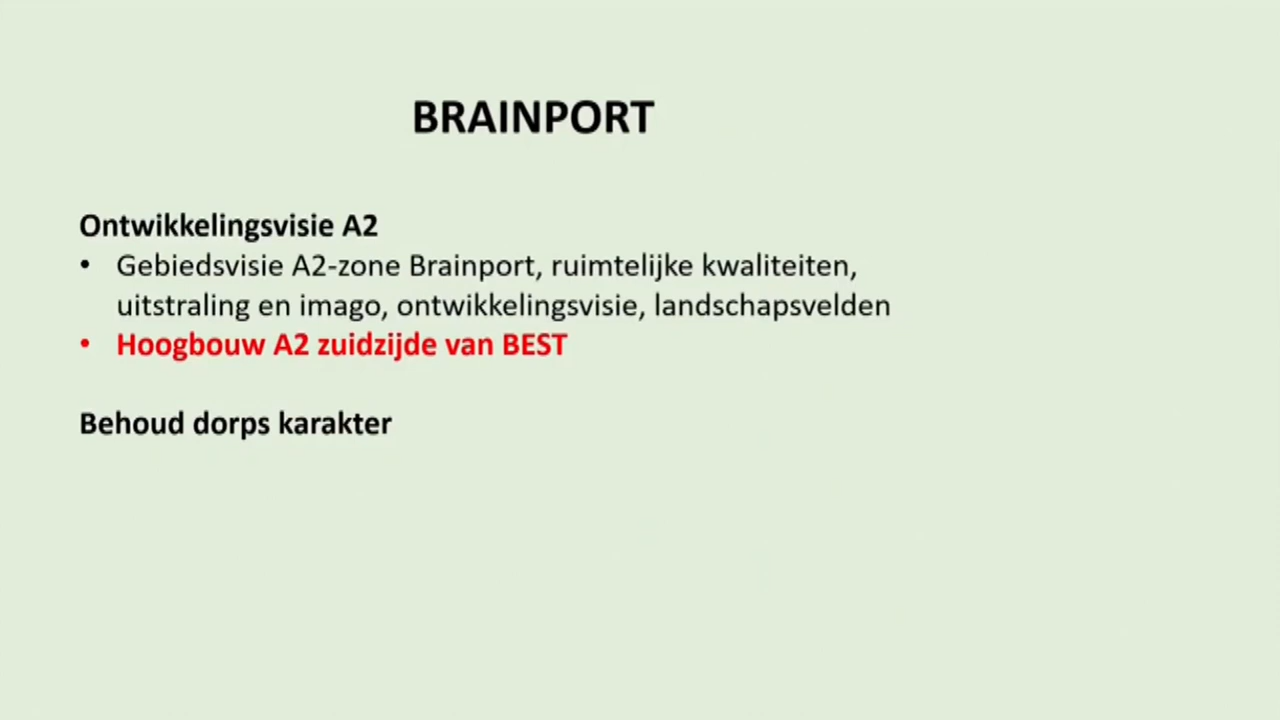 BRAINPORT
Ontwikkelingsvisie A2
• Gebiedsvisie A2-zone Brainport, ruimtelijke kwaliteiten,
uitstraling en imago, ontwikkelingsvisie, landschapsvelden
• Hoogbouw A2 zuidzijde van BEST
Behoud dorps karakter